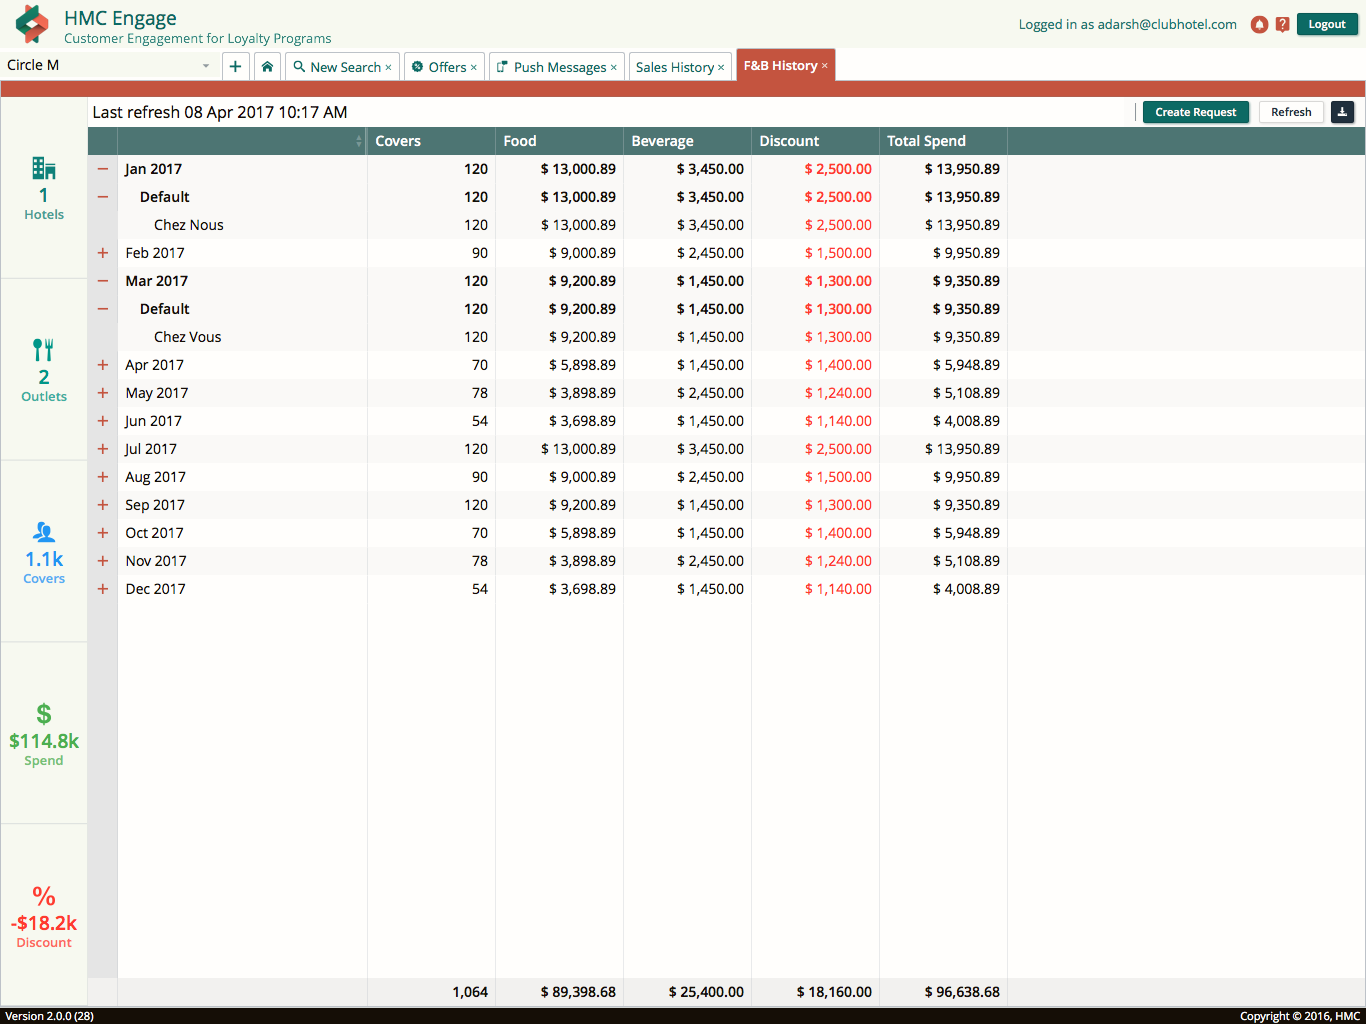 HMC Engage
Customer Engagement for Loyalty Programs
Logged in as adarsh@clubhotel.com ? Logout
Circle M + New Search × Offers × Push Messages × Sales History × F&B History ×
Last refresh 08 Apr 2017 10:17 AM Create Request Refresh
Covers Food Beverage Discount Total Spend
− Jan 2017 120 $ 13,000.89 $ 3,450.00 $ 2,500.00 $ 13,950.89
− Default 120 $ 13,000.89 $ 3,450.00 $ 2,500.00 $ 13,950.89
Chez Nous 120 $ 13,000.89 $ 3,450.00 $ 2,500.00 $ 13,950.89
+ Feb 2017 90 $ 9,000.89 $ 2,450.00 $ 1,500.00 $ 9,950.89
− Mar 2017 120 $ 9,200.89 $ 1,450.00 $ 1,300.00 $ 9,350.89
− Default 120 $ 9,200.89 $ 1,450.00 $ 1,300.00 $ 9,350.89
Chez Vous 120 $ 9,200.89 $ 1,450.00 $ 1,300.00 $ 9,350.89
+ Apr 2017 70 $ 5,898.89 $ 1,450.00 $ 1,400.00 $ 5,948.89
+ May 2017 78 $ 3,898.89 $ 2,450.00 $ 1,240.00 $ 5,108.89
+ Jun 2017 54 $ 3,698.89 $ 1,450.00 $ 1,140.00 $ 4,008.89
+ Jul 2017 120 $ 13,000.89 $ 3,450.00 $ 2,500.00 $ 13,950.89
+ Aug 2017 90 $ 9,000.89 $ 2,450.00 $ 1,500.00 $ 9,950.89
+ Sep 2017 120 $ 9,200.89 $ 1,450.00 $ 1,300.00 $ 9,350.89
+ Oct 2017 70 $ 5,898.89 $ 1,450.00 $ 1,400.00 $ 5,948.89
+ Nov 2017 78 $ 3,898.89 $ 2,450.00 $ 1,240.00 $ 5,108.89
+ Dec 2017 54 $ 3,698.89 $ 1,450.00 $ 1,140.00 $ 4,008.89
1,064 $ 89,398.68 $ 25,400.00 $ 18,160.00 $ 96,638.68
1
Hotels
2
Outlets
1.1k
Covers
$
$114.8k
Spend
%
-$18.2k
Discount
Version 2.0.0 (28) Copyright © 2016, HMC